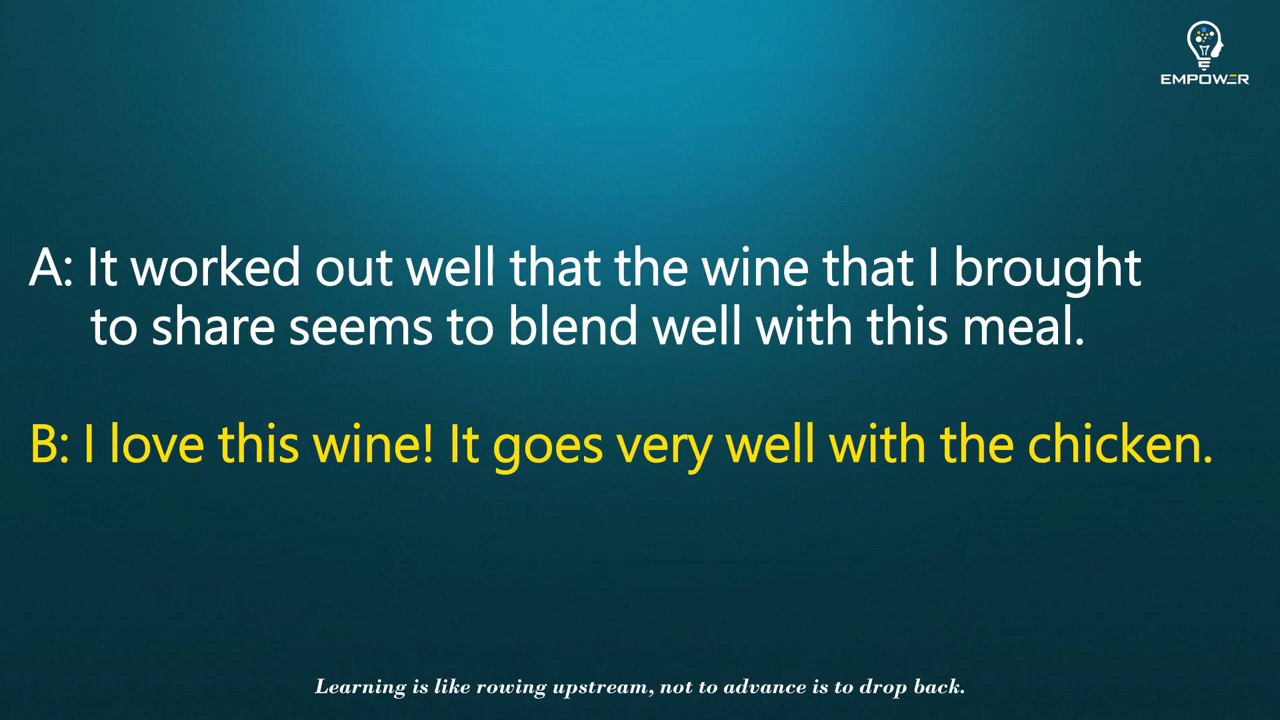 EMPOWER
A: It worked out well that the wine that I brought
to share seems to blend well with this meal.
B: I love this wine! It goes very well with the chicken.
Learning is like rowing upstream, not to advance is to drop back.